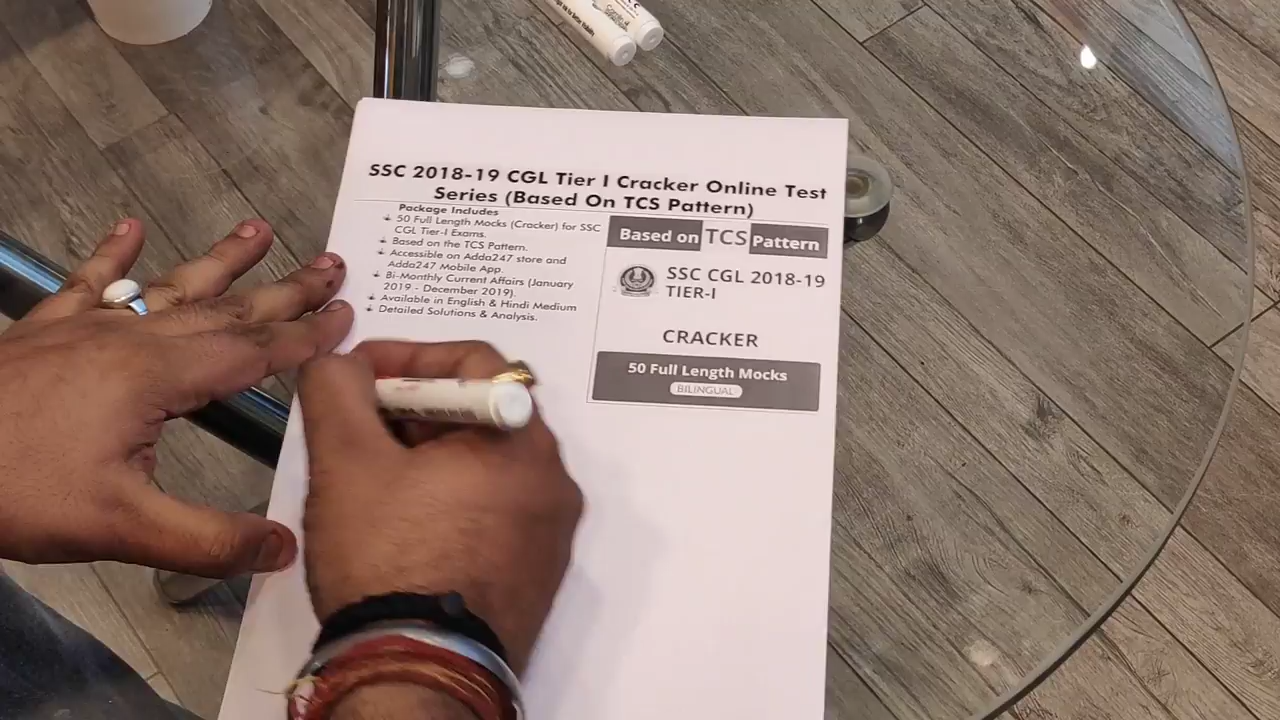 SSC 2018-19 CGL Tier I Cracker Online Test
Series (Based On TCS Pattern)
Package Includes
50 Full Length Mocks (Cracker) for SSC
CGL Tier-I Exams.
Based on the TCS Pattern.
Accessible on Adda247 store and
Adda247 Mobile App.
Bi-Monthly Current Affairs (January
2019 - December 2019).
Available in English & Hindi Medium
Detailed Solutions & Analysis.
Based on TCS Pattern
SSC CGL 2018-19
TIER-I
CRACKER
50 Full Length Mocks
BILINGUAL